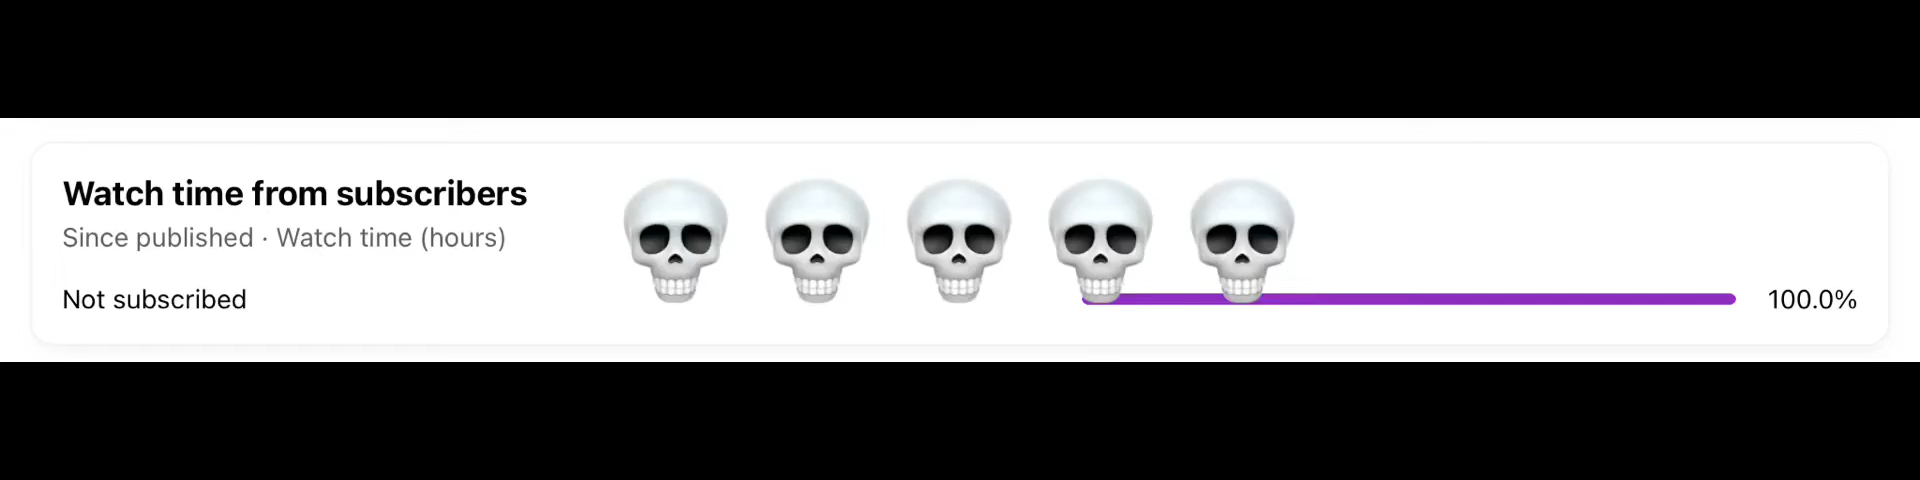 Watch time from subscribers
Since published · Watch time (hours)
Not subscribed 100.0%